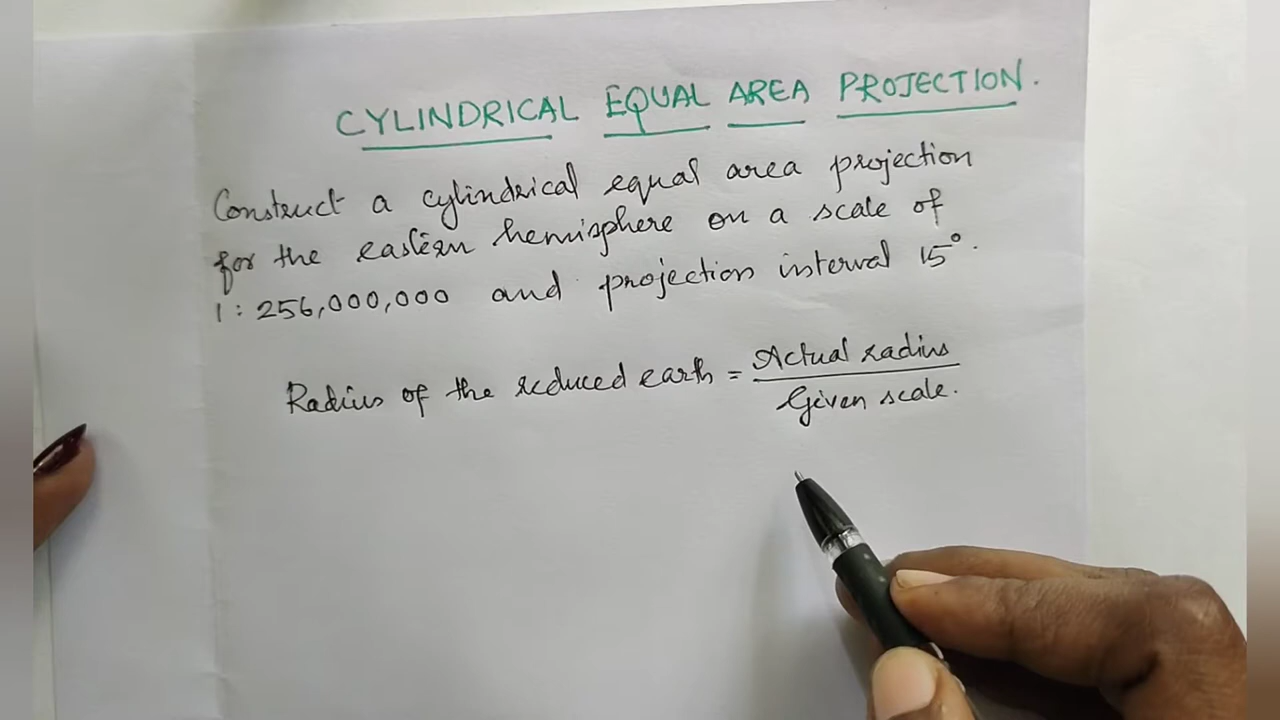 CYLINDRICAL EQUAL AREA PROJECTION.
Construct a cylindrical equal area projection
for the eastern hemisphere on a scale of
1:256,000,000 and projection interval 15°.
Radius of the reduced earth = Actual radius
Given scale.